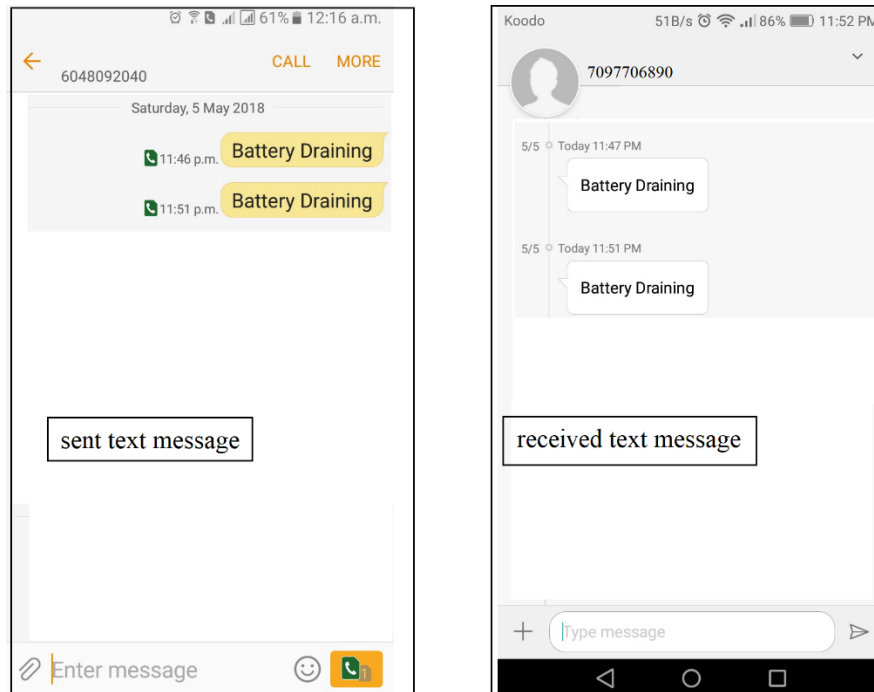 61% 12:16 a.m.
CALL MORE
6048092040
Saturday, 5 May 2018
11:46 p.m. Battery Draining
11:51 p.m. Battery Draining
sent text message
Enter message
1
Koodo 51B/s 86% 11:52 PM
7097706890
5/5 Today 11:47 PM
Battery Draining
5/5 Today 11:51 PM
Battery Draining
received text message
Type message